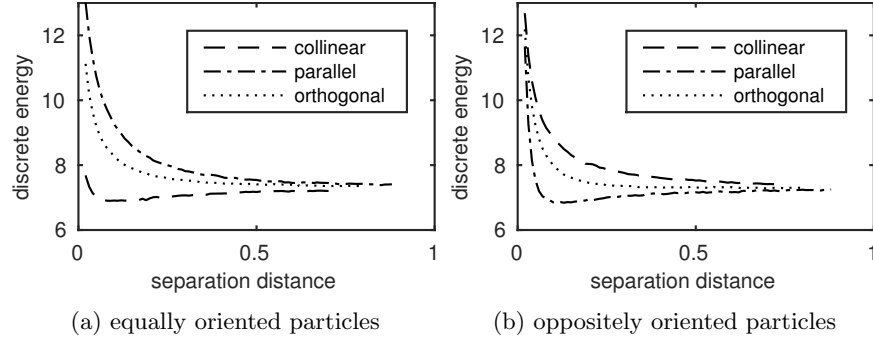 12
10
8
6
discrete energy
collinear
parallel
orthogonal
0
0.5
1
separation distance
(a) equally oriented particles
12
10
8
6
discrete energy
collinear
parallel
orthogonal
0
0.5
1
separation distance
(b) oppositely oriented particles